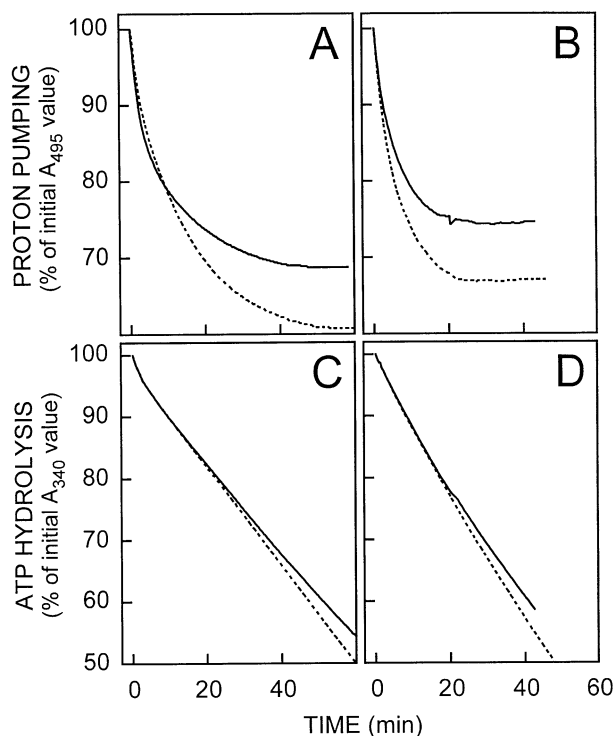 A
B
100
90
80
70
PROTON PUMPING
(% of initial A495 value)
C
D
100
90
80
70
60
50
ATP HYDROLYSIS
(% of initial A340 value)
0 20 40 0 20 40 60
TIME (min)